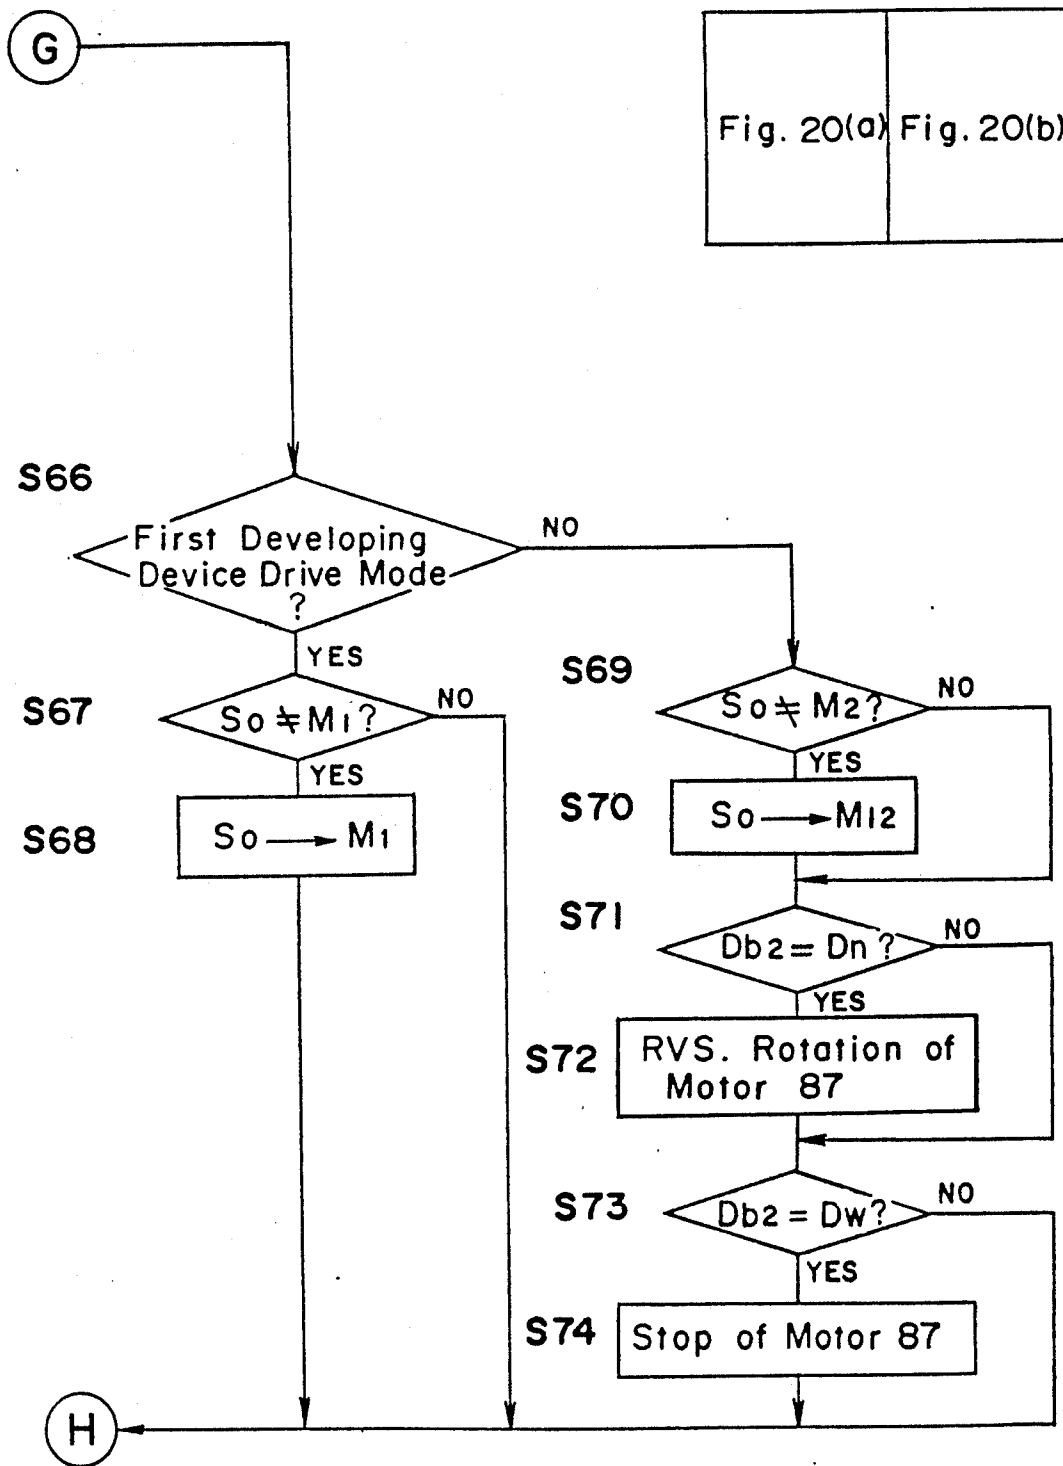 G
Fig. 20(a) Fig. 20(b)
S66
First Developing
Device Drive Mode
?
NO
YES
S67
So ≠ M1?
NO
YES
S68
So → M1
S69
So ≠ M2?
NO
YES
S70
So → M12
S71
Db2 = Dn?
NO
YES
S72
RVS. Rotation of
Motor 87
S73
Db2 = Dw?
NO
YES
S74
Stop of Motor 87
H